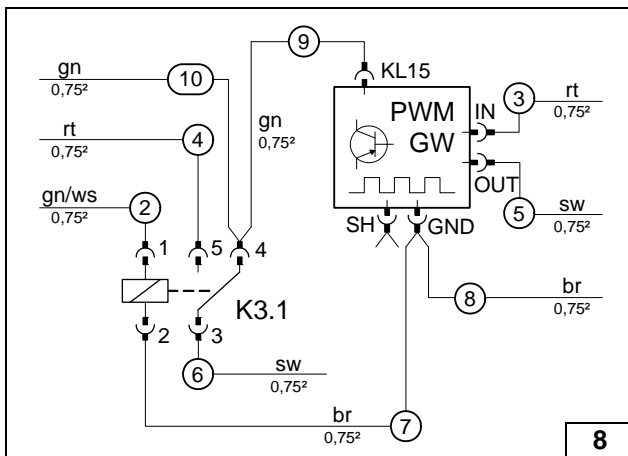 9
gn
0,75²
10
KL15
rt
0,75²
4
gn
0,75²
PWM
GW
IN
3
rt
0,75²
gn/ws
0,75²
2
OUT
5
sw
0,75²
SH
GND
1
5
4
K3.1
8
br
0,75²
2
3
6
sw
0,75²
br
0,75²
7
8